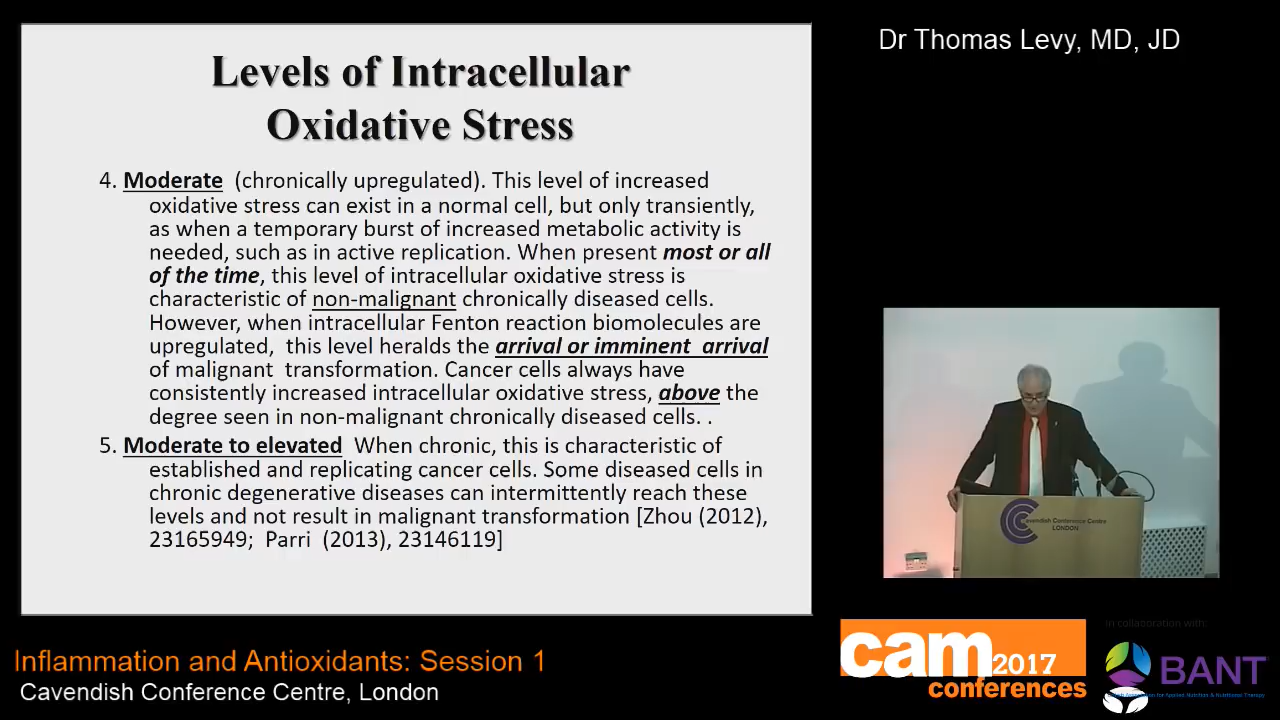 Dr Thomas Levy, MD, JD
Levels of Intracellular
Oxidative Stress
4. Moderate (chronically upregulated). This level of increased
oxidative stress can exist in a normal cell, but only transiently,
as when a temporary burst of increased metabolic activity is
needed, such as in active replication. When present most or all
of the time, this level of intracellular oxidative stress is
characteristic of non-malignant chronically diseased cells.
However, when intracellular Fenton reaction biomolecules are
upregulated, this level heralds the arrival or imminent arrival
of malignant transformation. Cancer cells always have
consistently increased intracellular oxidative stress, above the
degree seen in non-malignant chronically diseased cells. .
5. Moderate to elevated When chronic, this is characteristic of
established and replicating cancer cells. Some diseased cells in
chronic degenerative diseases can intermittently reach these
levels and not result in malignant transformation [Zhou (2012),
23165949; Parri (2013), 23146119]
Cavendish Conference Centre
LONDON
Inflammation and Antioxidants: Session 1
Cavendish Conference Centre, London
cam 2017
conferences
In collaboration with:
BANT
Association for Applied Nutrition & Nutritional Therapy